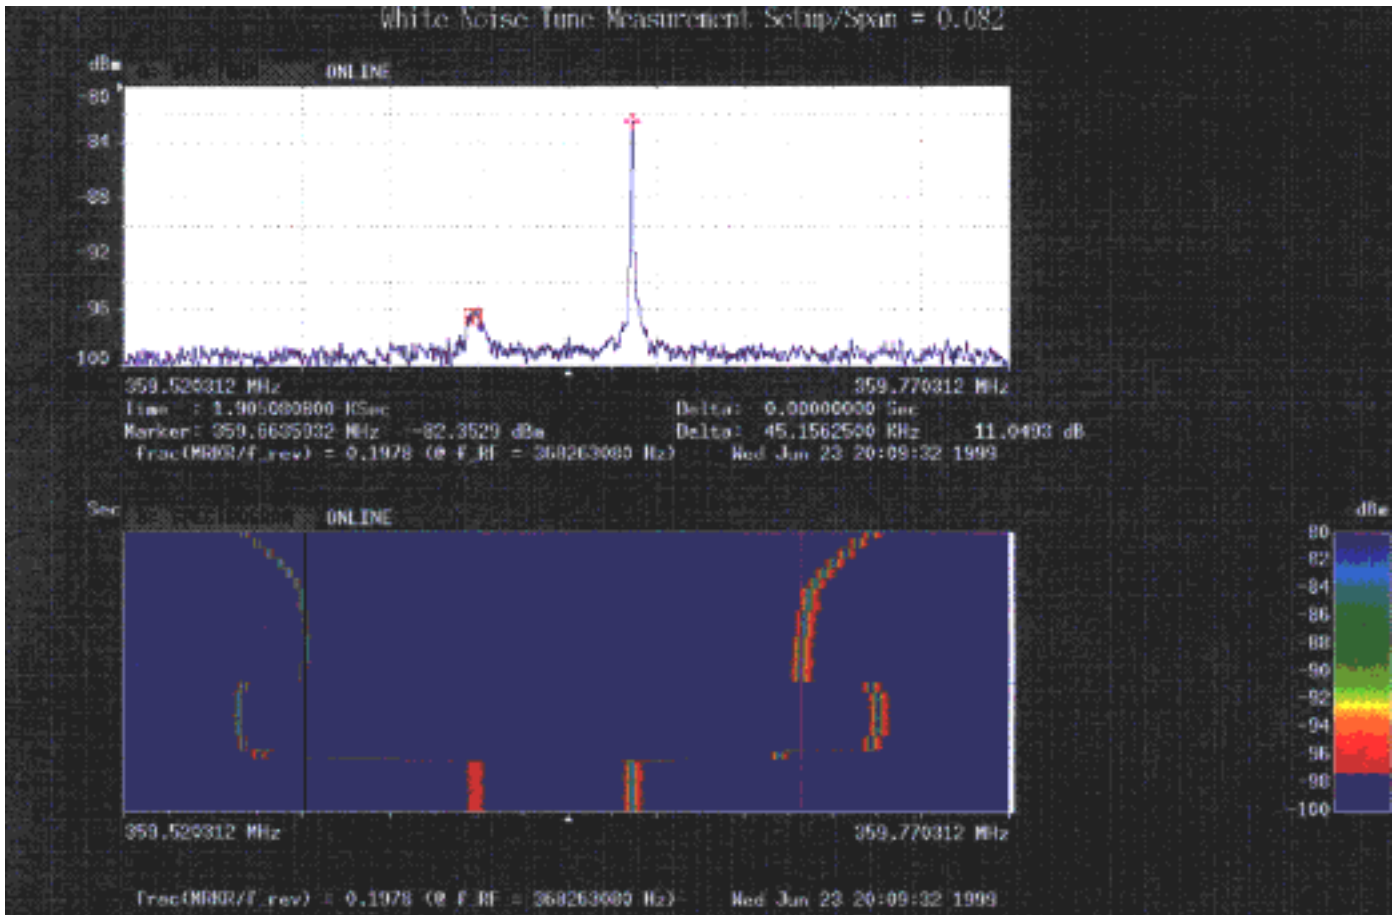 White Noise Tune Measurement Setup/Span = 0.082
dBm
ONLINE
-80
-84
-88
-92
-96
-100
359.520312 MHz
359.770312 MHz
Time : 1.905080800 KSec
Delta: 0.00000000 Sec
Marker: 359.6635932 MHz -82.3529 dBm
Delta: 45.1562500 KHz 11.0493 dB
frac(MRKR/f_rev) = 0.1978 (@ f_RF = 368263080 Hz)
Wed Jun 23 20:09:32 1999
Sec
ONLINE
dBm
-80
-82
-84
-86
-88
-90
-92
-94
-96
-98
-100
359.520312 MHz
359.770312 MHz
frac(MRKR/f_rev) = 0.1978 (@ f_RF = 368263080 Hz)
Wed Jun 23 20:09:32 1999